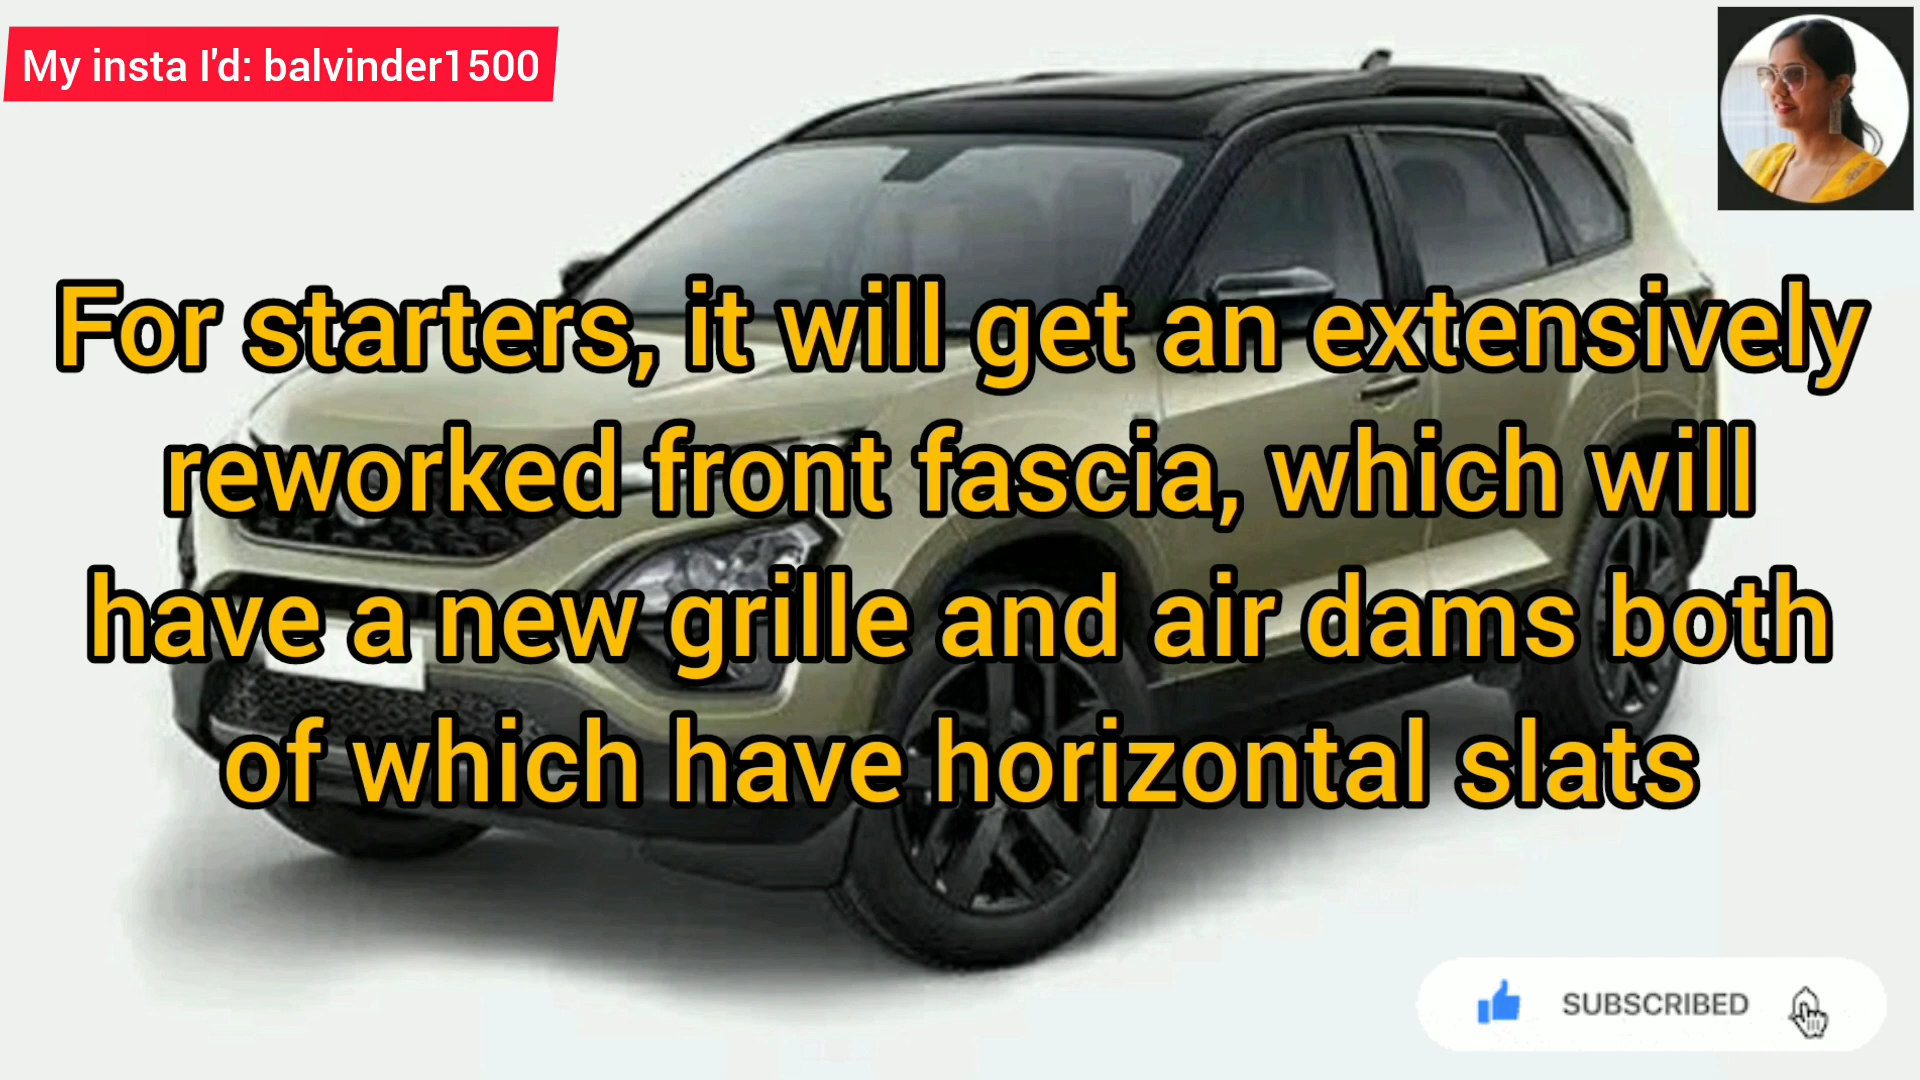 My insta I'd: balvinder1500
For starters, it will get an extensively
reworked front fascia, which will
have a new grille and air dams both
of which have horizontal slats
SUBSCRIBED